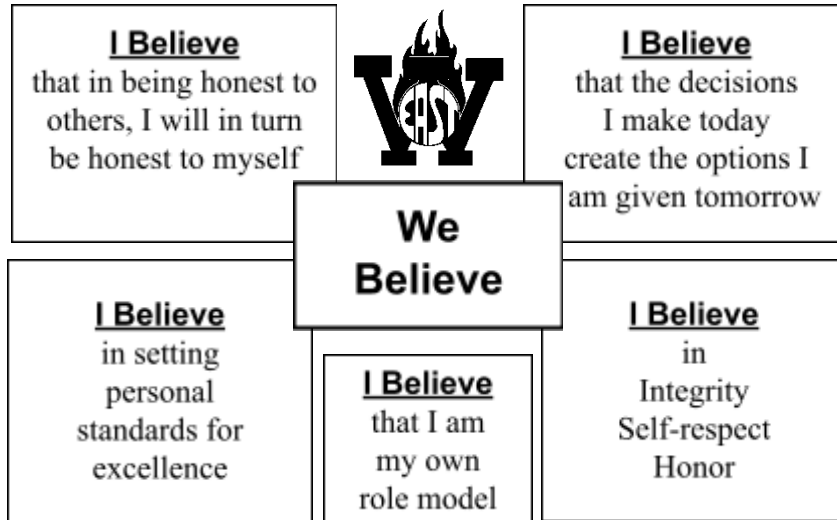 I Believe
that in being honest to
others, I will in turn
be honest to myself
W
EAST
I Believe
that the decisions
I make today
create the options I
am given tomorrow
We
Believe
I Believe
in setting
personal
standards for
excellence
I Believe
that I am
my own
role model
I Believe
in
Integrity
Self-respect
Honor